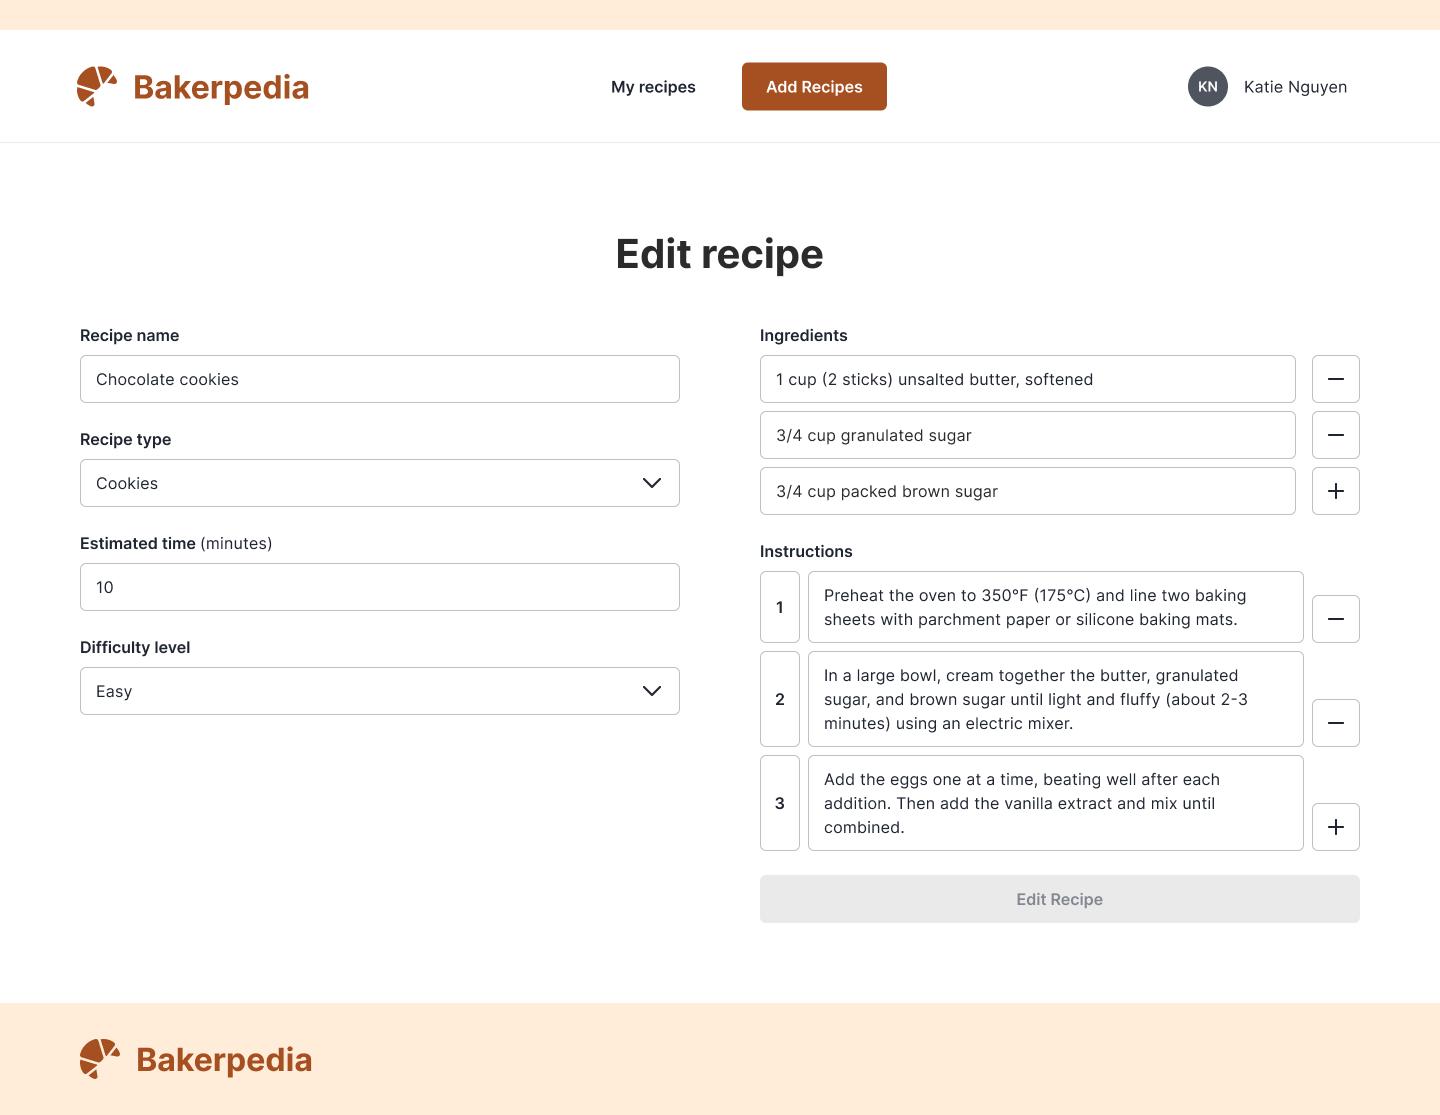 Bakerpedia
My recipes
Add Recipes
KN
Katie Nguyen
Edit recipe
Recipe name
Chocolate cookies
Recipe type
Cookies
Estimated time (minutes)
10
Difficulty level
Easy
Ingredients
1 cup (2 sticks) unsalted butter, softened
3/4 cup granulated sugar
3/4 cup packed brown sugar
Instructions
1
Preheat the oven to 350°F (175°C) and line two baking
sheets with parchment paper or silicone baking mats.
2
In a large bowl, cream together the butter, granulated
sugar, and brown sugar until light and fluffy (about 2-3
minutes) using an electric mixer.
3
Add the eggs one at a time, beating well after each
addition. Then add the vanilla extract and mix until
combined.
Edit Recipe
Bakerpedia